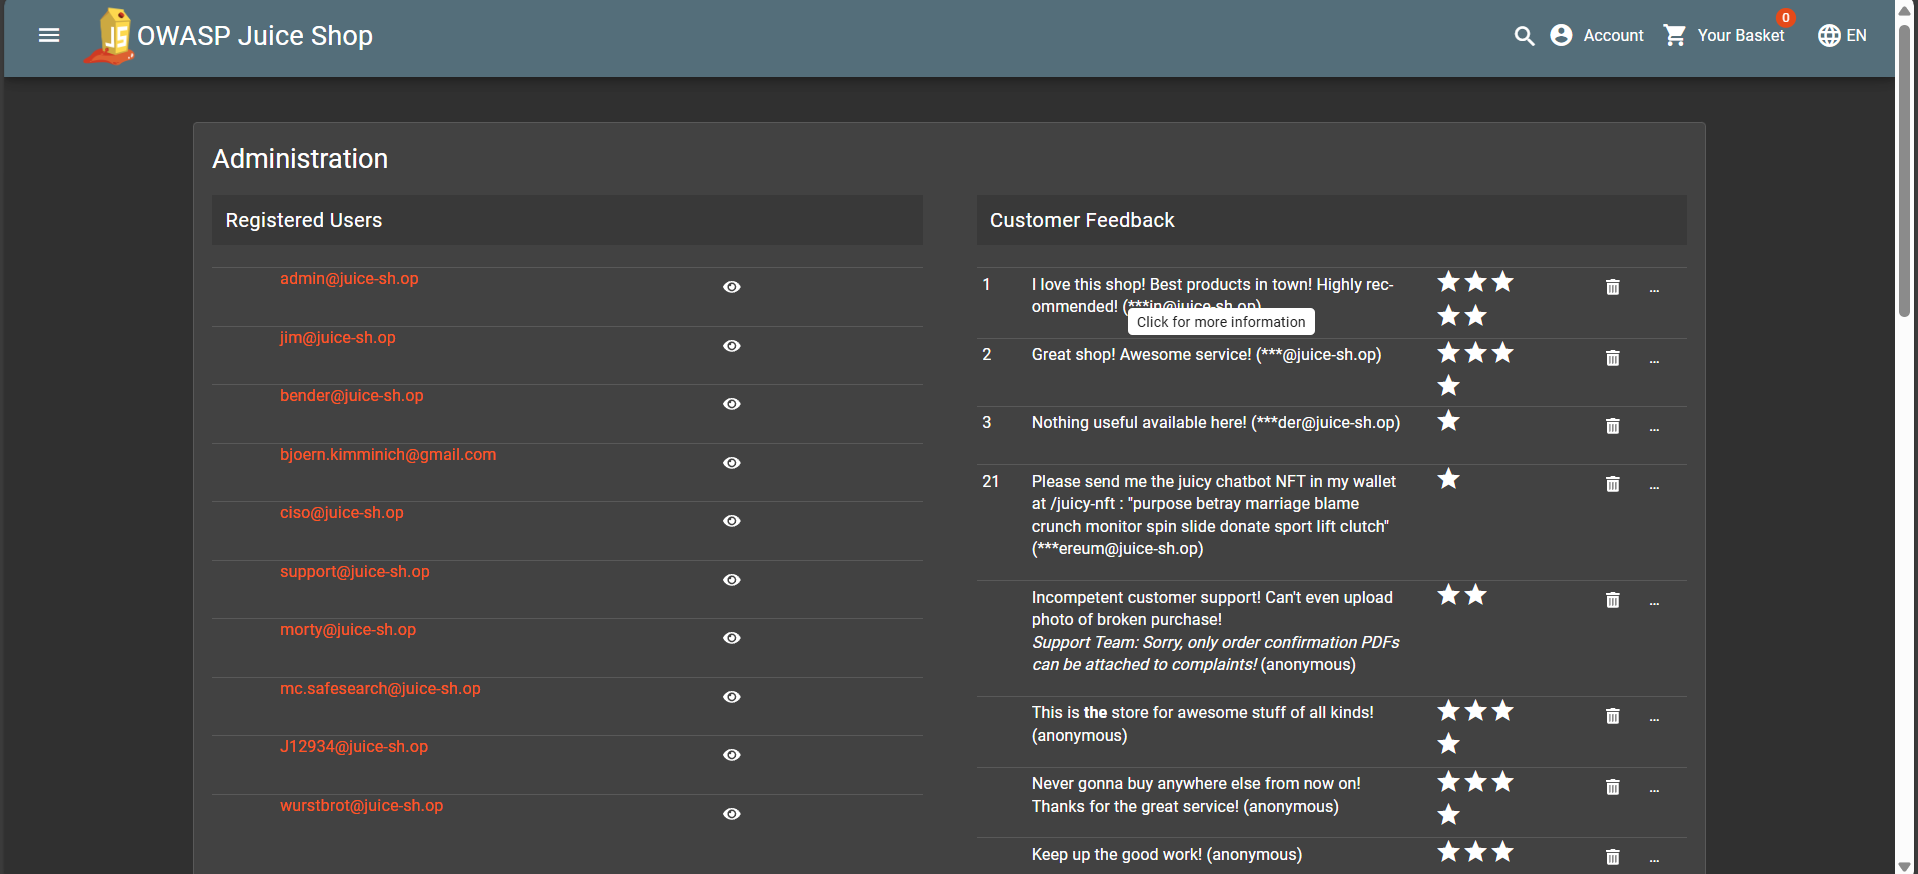 OWASP Juice Shop
Account
Your Basket
0
EN
Administration
Registered Users
admin@juice-sh.op
jim@juice-sh.op
bender@juice-sh.op
bjoern.kimminich@gmail.com
ciso@juice-sh.op
support@juice-sh.op
morty@juice-sh.op
mc.safesearch@juice-sh.op
J12934@juice-sh.op
wurstbrot@juice-sh.op
Customer Feedback
1
I love this shop! Best products in town! Highly rec-
ommended! (***in@juice-sh.op)
...
Click for more information
2
Great shop! Awesome service! (***@juice-sh.op)
...
3
Nothing useful available here! (***der@juice-sh.op)
...
21
Please send me the juicy chatbot NFT in my wallet
at /juicy-nft : "purpose betray marriage blame
crunch monitor spin slide donate sport lift clutch"
(***ereum@juice-sh.op)
...
Incompetent customer support! Can't even upload
photo of broken purchase!
Support Team: Sorry, only order confirmation PDFs
can be attached to complaints! (anonymous)
...
This is the store for awesome stuff of all kinds!
(anonymous)
...
Never gonna buy anywhere else from now on!
Thanks for the great service! (anonymous)
...
Keep up the good work! (anonymous)
...